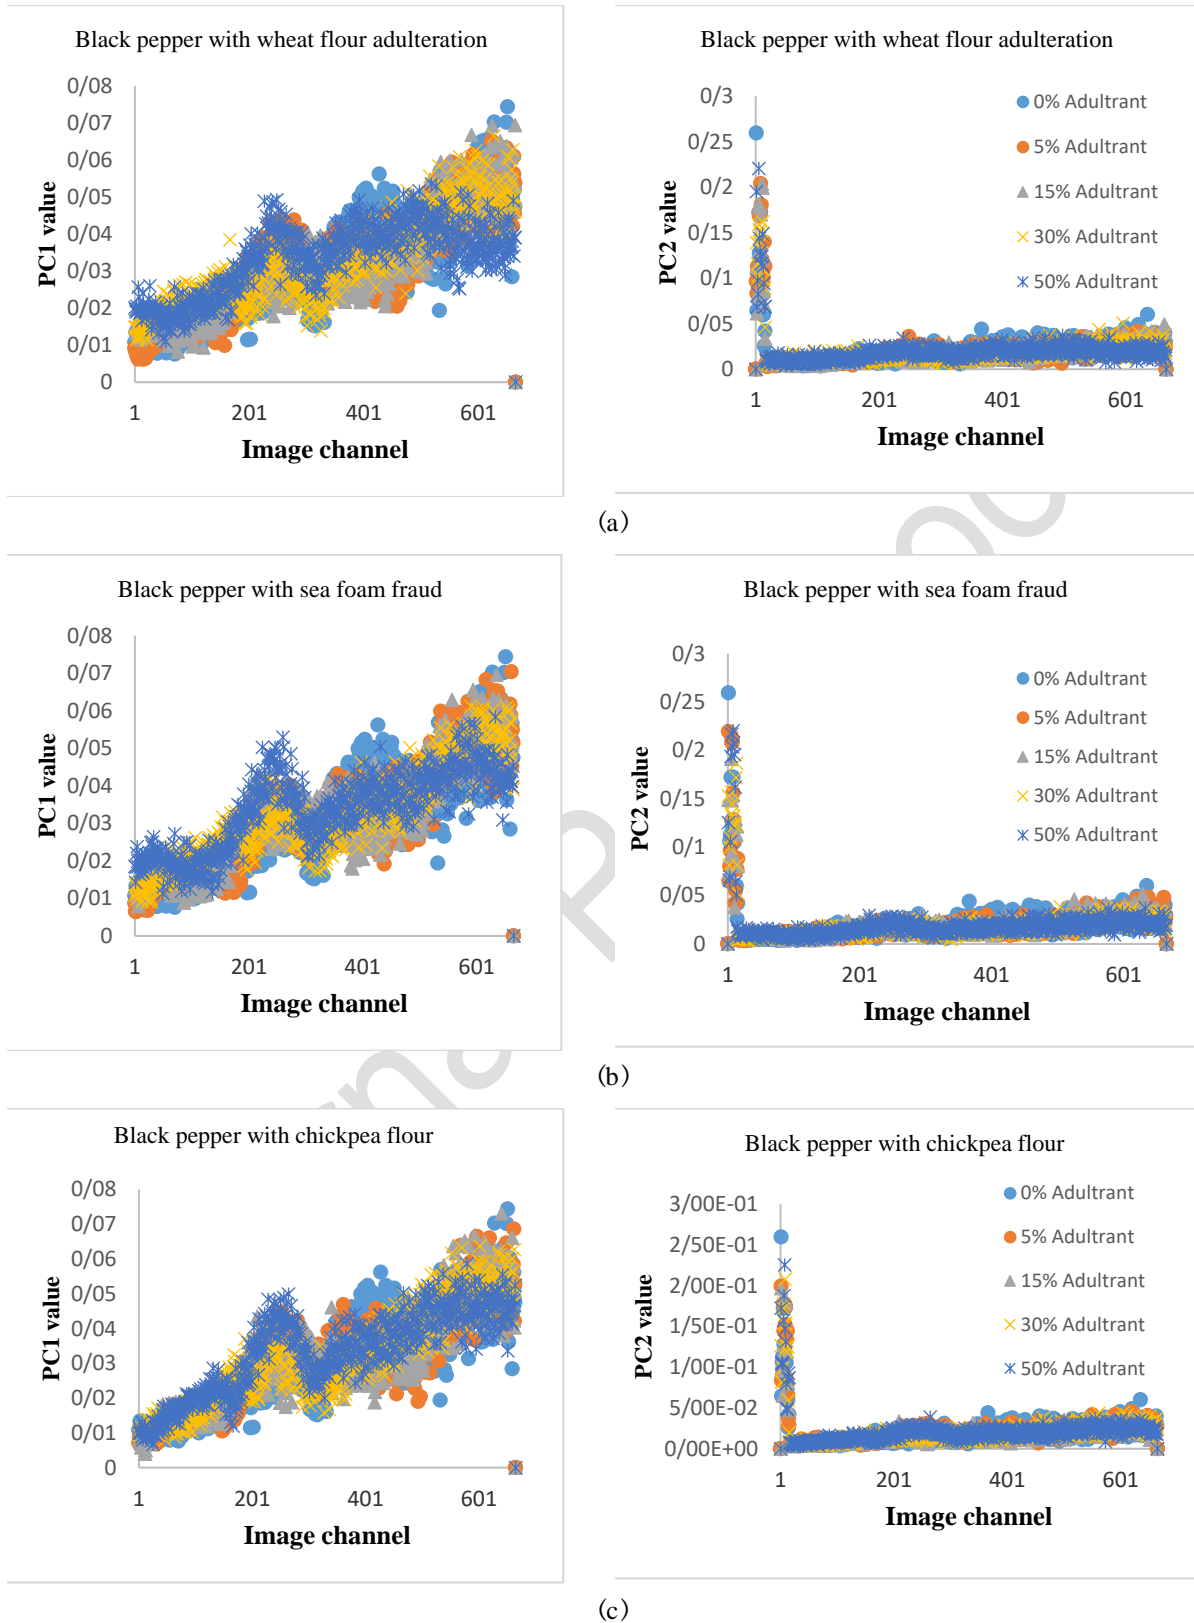 Black pepper with wheat flour adulteration
0/08
0/07
0/06
0/05
0/04
0/03
0/02
0/01
0
PC1 value
1 201 401 601
Image channel
Black pepper with wheat flour adulteration
0/3
0/25
0/2
0/15
0/1
0/05
0
PC2 value
0% Adultrant
5% Adultrant
15% Adultrant
30% Adultrant
50% Adultrant
1 201 401 601
Image channel
(a)
Black pepper with sea foam fraud
0/08
0/07
0/06
0/05
0/04
0/03
0/02
0/01
0
PC1 value
1 201 401 601
Image channel
Black pepper with sea foam fraud
0/3
0/25
0/2
0/15
0/1
0/05
0
PC2 value
0% Adultrant
5% Adultrant
15% Adultrant
30% Adultrant
50% Adultrant
1 201 401 601
Image channel
(b)
Black pepper with chickpea flour
0/08
0/07
0/06
0/05
0/04
0/03
0/02
0/01
0
PC1 value
1 201 401 601
Image channel
Black pepper with chickpea flour
3/00E-01
2/50E-01
2/00E-01
1/50E-01
1/00E-01
5/00E-02
0/00E+00
PC2 value
0% Adultrant
5% Adultrant
15% Adultrant
30% Adultrant
50% Adultrant
1 201 401 601
Image channel
(c)